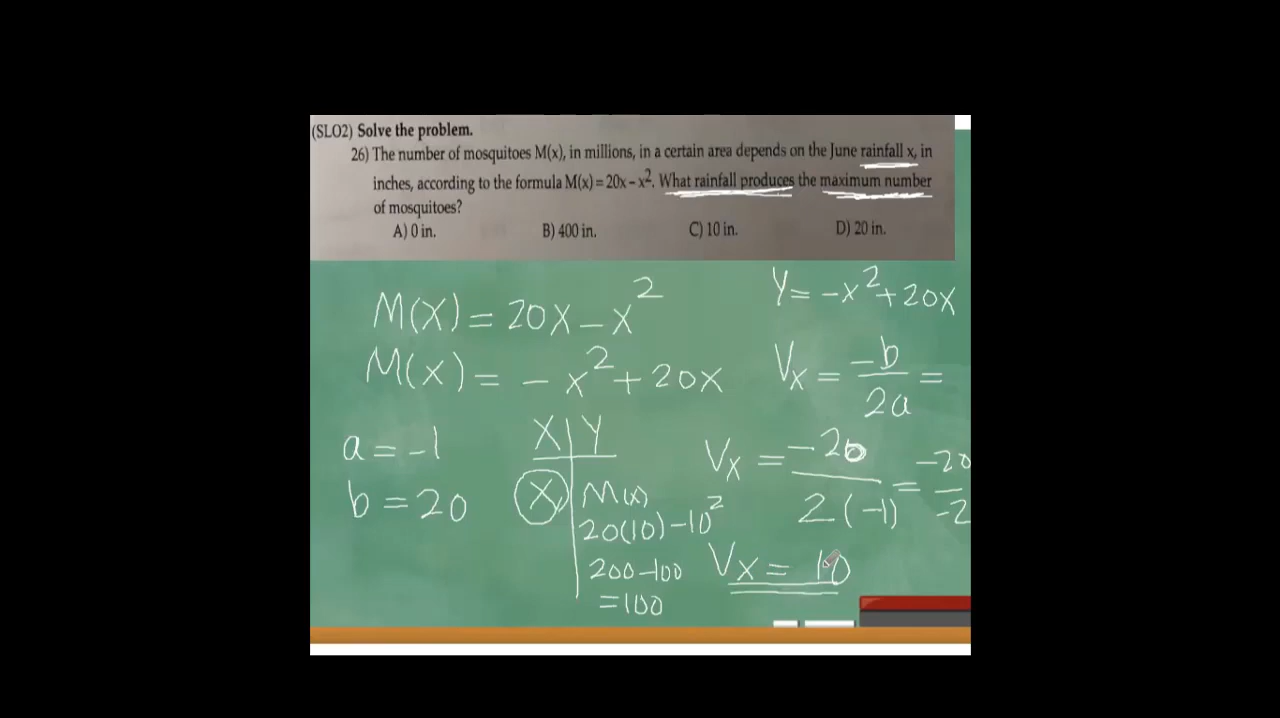 (SLO2) Solve the problem.
26) The number of mosquitoes M(x), in millions, in a certain area depends on the June rainfall x, in
inches, according to the formula M(x) = 20x – x². What rainfall produces the maximum number
of mosquitoes?
A) 0 in. B) 400 in. C) 10 in. D) 20 in.
M(X) = 20X – X²
M(X) = – X² + 20X
a = –1
b = 20
X | Y
X | M(x)
20(10) – 10²
200 – 100
= 100
Y = –X² + 20X
Vx = –b/2a =
Vx = –20/2(–1) = –20/–2
Vx = 10